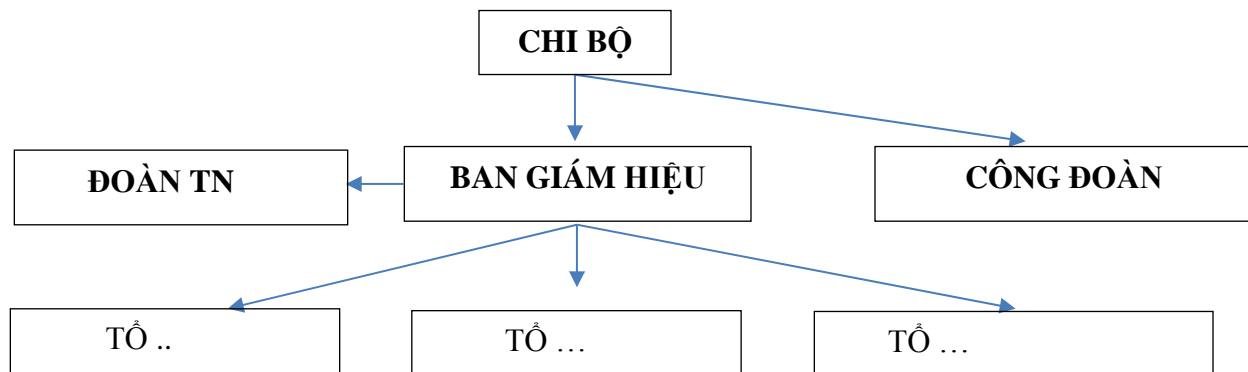 CHI BỘ
ĐOÀN TN
BAN GIÁM HIỆU
CÔNG ĐOÀN
TỔ ..
TỔ …
TỔ …